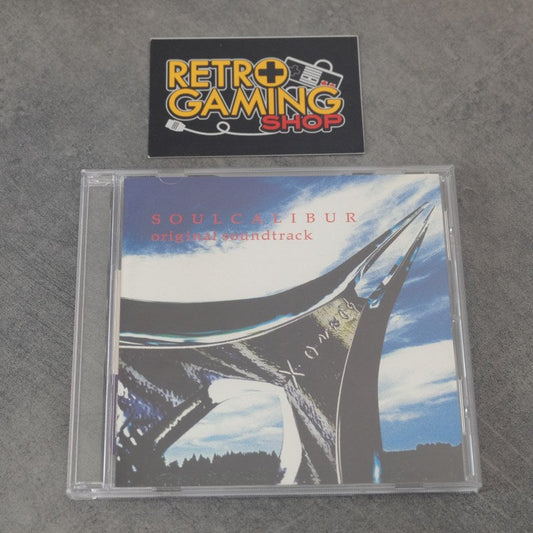 RETRO
GAMING
SHOP
SOULCALIBUR
original soundtrack